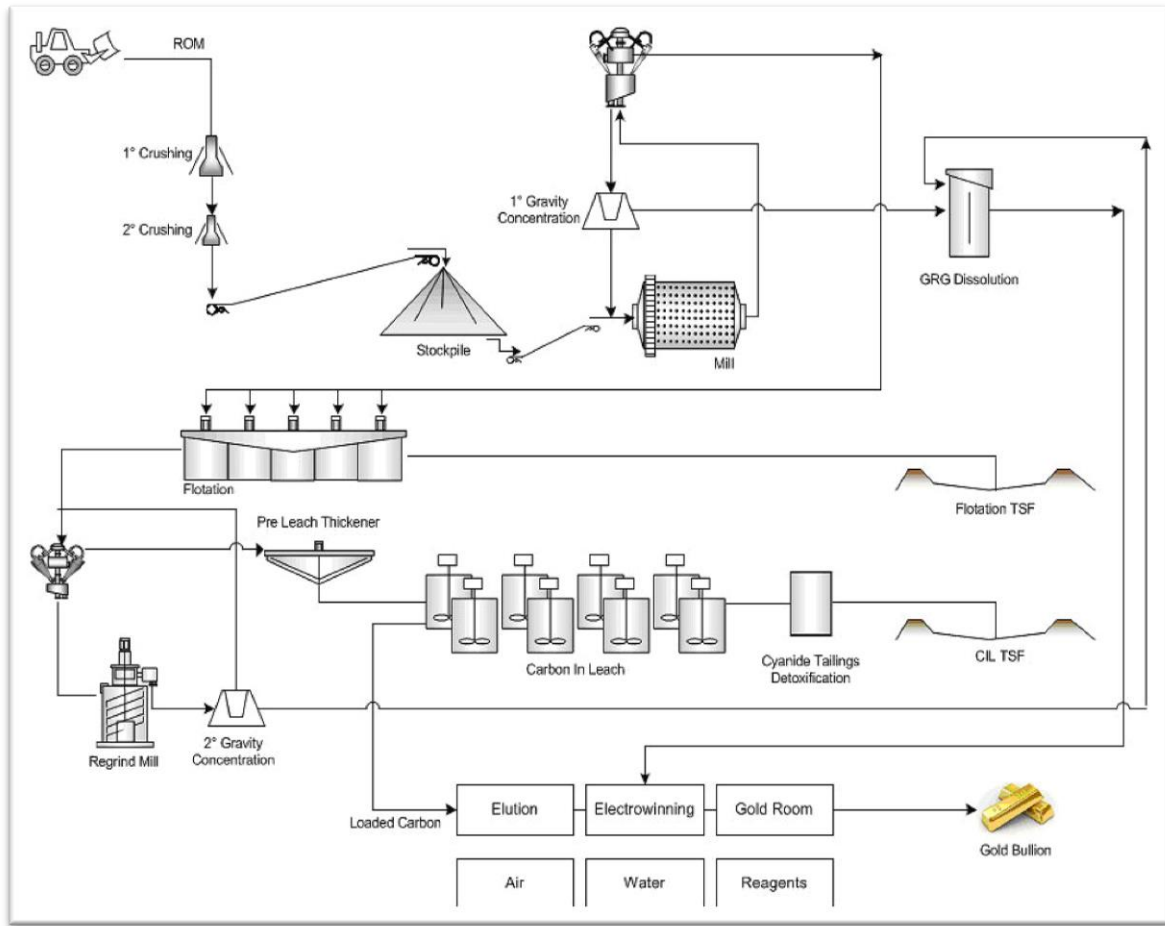 ROM
1° Crushing
2° Crushing
Stockpile
1° Gravity
Concentration
Mill
GRG Dissolution
Flotation
Flotation TSF
Pre Leach Thickener
Carbon In Leach
Cyanide Tailings
Detoxification
CIL TSF
Regrind Mill
2° Gravity
Concentration
Loaded Carbon
Elution
Electrowinning
Gold Room
Gold Bullion
Air
Water
Reagents